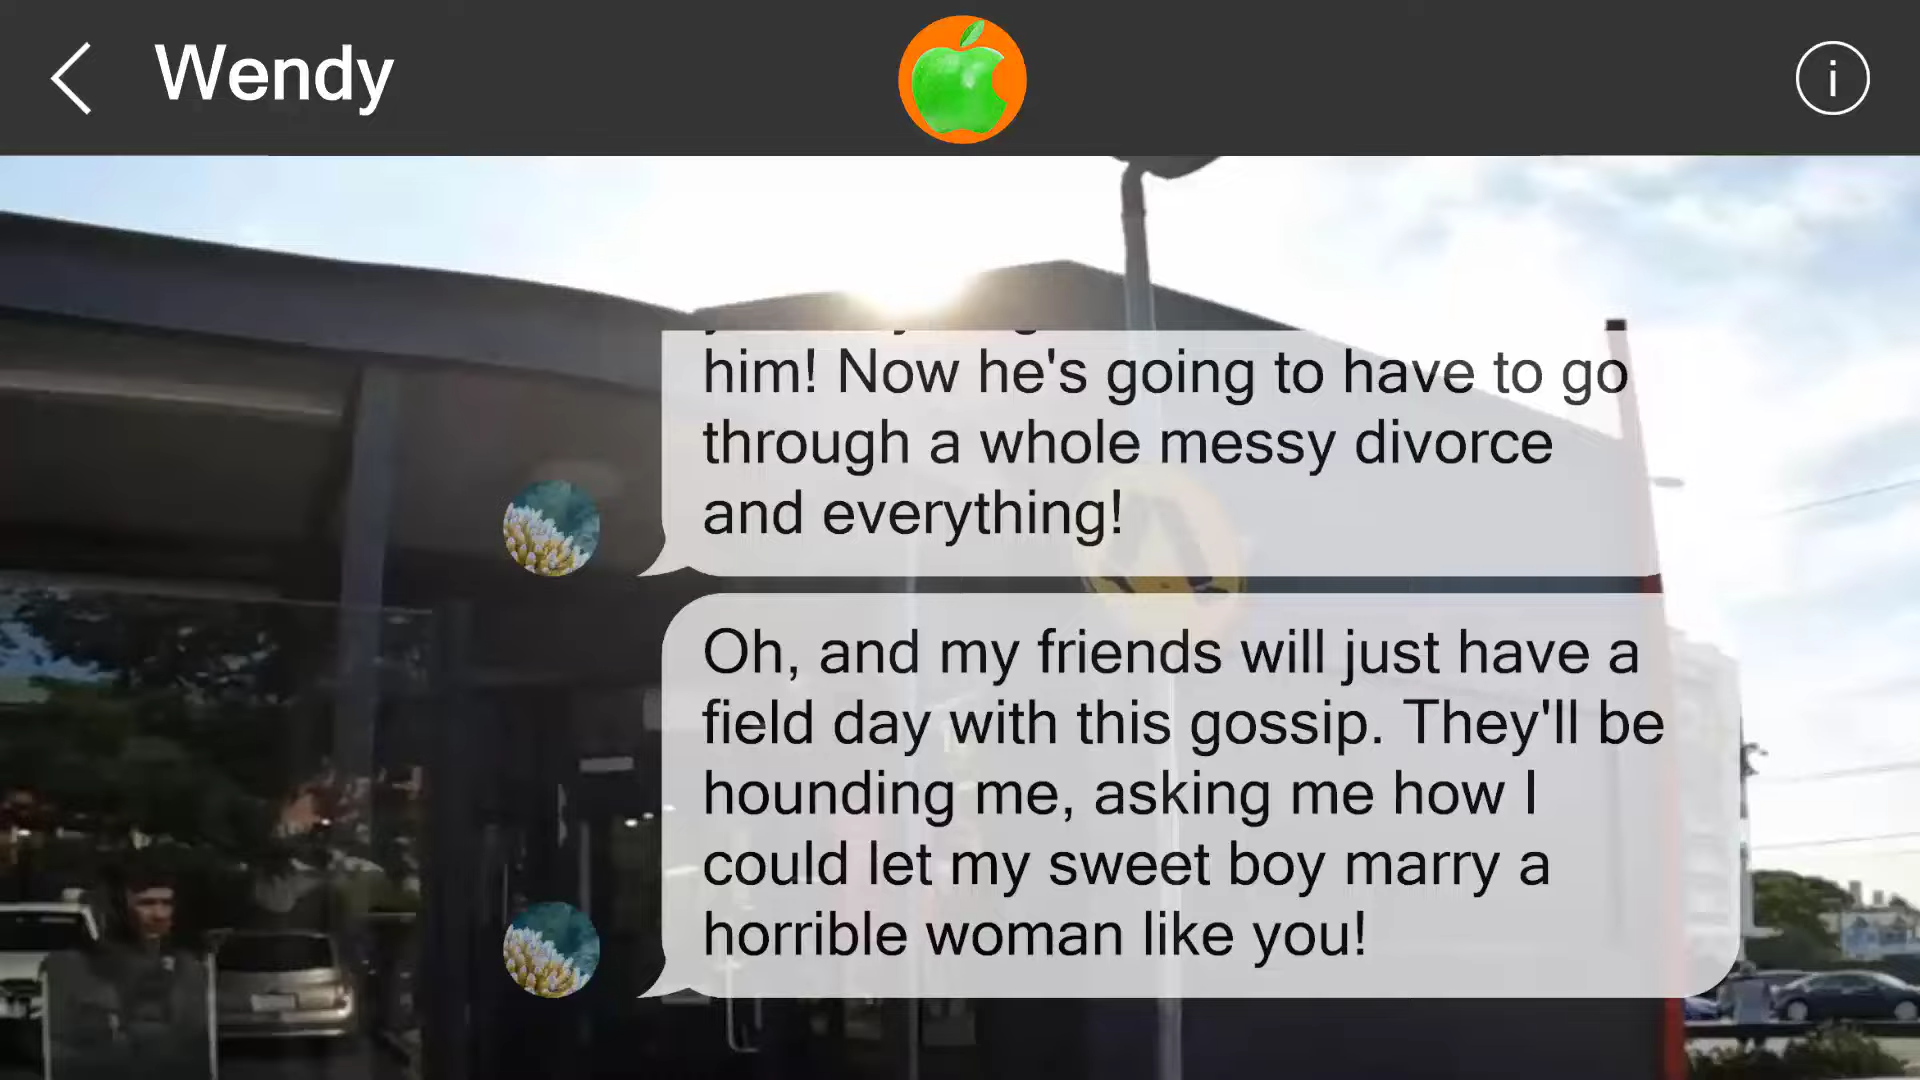 Wendy
him! Now he's going to have to go
through a whole messy divorce
and everything!
Oh, and my friends will just have a
field day with this gossip. They'll be
hounding me, asking me how I
could let my sweet boy marry a
horrible woman like you!